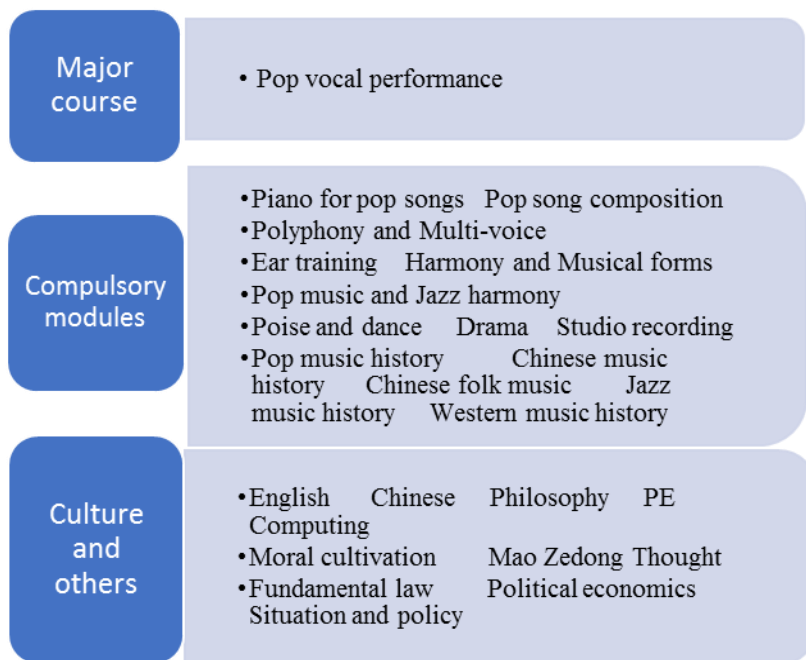 Major
course
• Pop vocal performance
Compulsory
modules
•Piano for pop songs Pop song composition
•Polyphony and Multi-voice
•Ear training Harmony and Musical forms
•Pop music and Jazz harmony
•Poise and dance Drama Studio recording
•Pop music history Chinese music
history Chinese folk music Jazz
music history Western music history
Culture
and
others
•English Chinese Philosophy PE
Computing
•Moral cultivation Mao Zedong Thought
•Fundamental law Political economics
Situation and policy